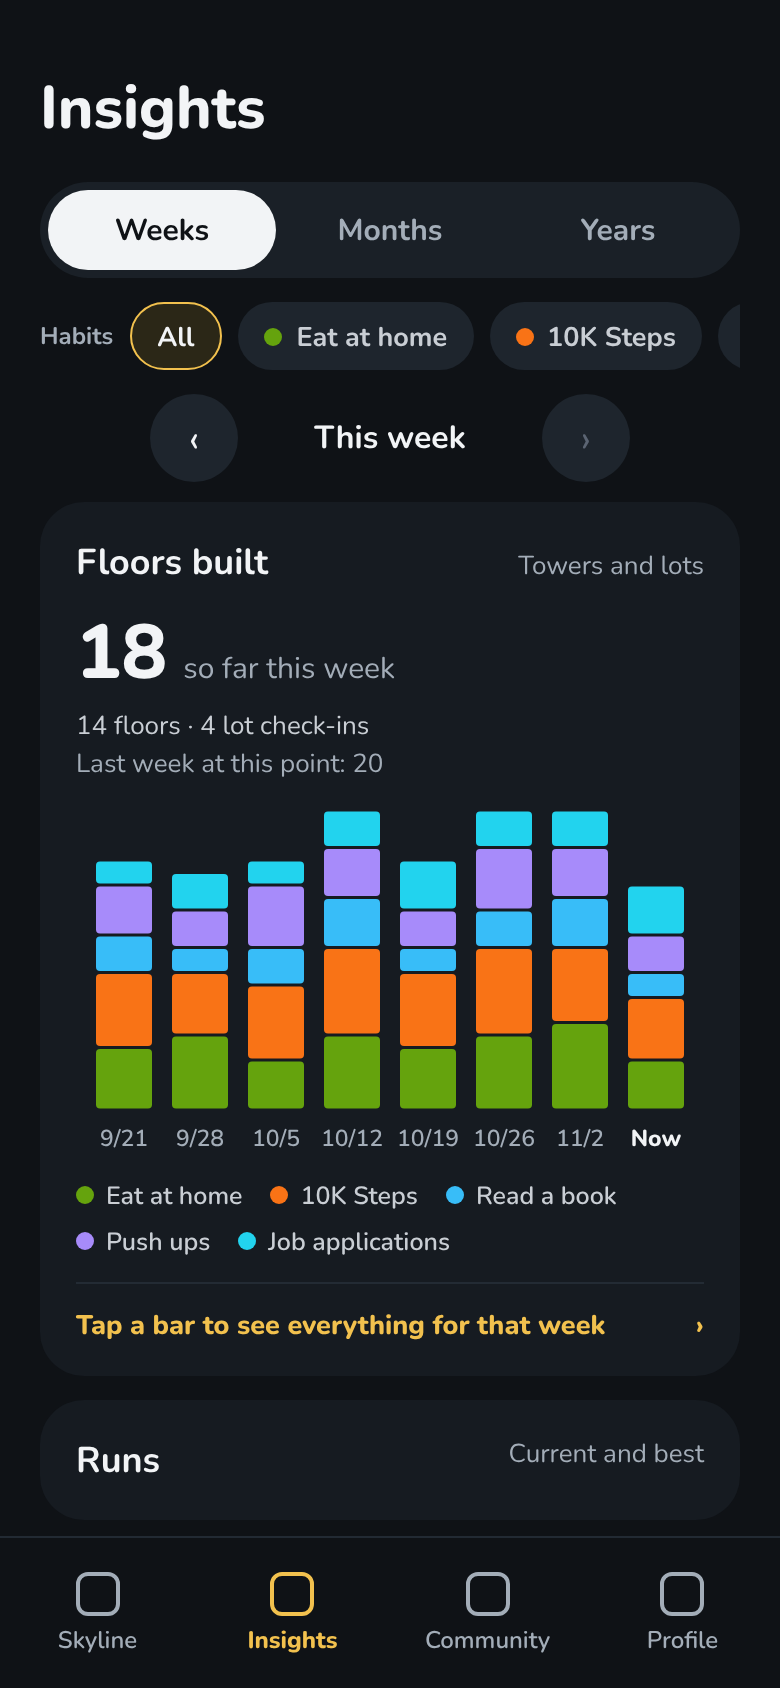 Insights
Weeks Months Years
Habits All Eat at home 10K Steps
‹ This week ›
Floors built Towers and lots
18 so far this week
14 floors · 4 lot check-ins
Last week at this point: 20
9/21 9/28 10/5 10/12 10/19 10/26 11/2 Now
Eat at home 10K Steps Read a book
Push ups Job applications
Tap a bar to see everything for that week ›
Runs Current and best
Skyline Insights Community Profile